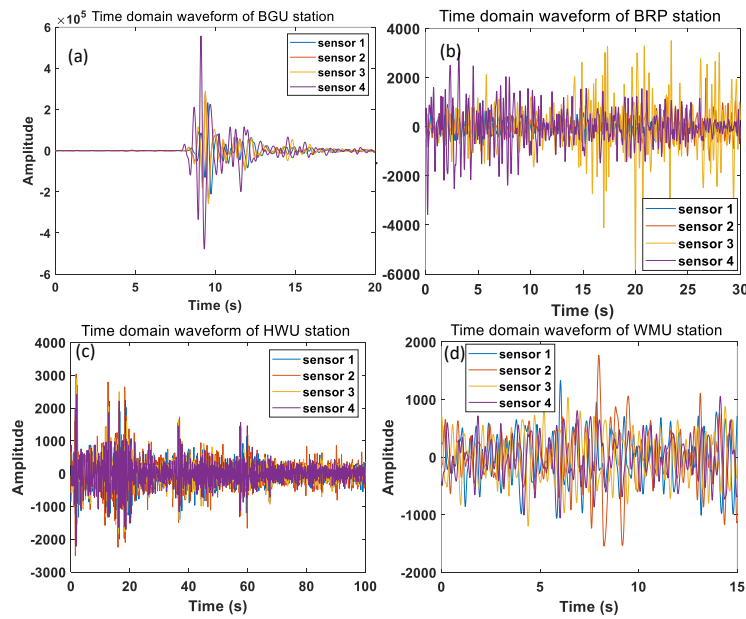 Time domain waveform of BGU station
×10^5
(a)
6
4
2
0
-2
-4
-6
Amplitude
sensor 1
sensor 2
sensor 3
sensor 4
0 5 10 15 20
Time (s)
Time domain waveform of BRP station
(b)
4000
2000
0
-2000
-4000
-6000
Amplitude
sensor 1
sensor 2
sensor 3
sensor 4
0 5 10 15 20 25 30
Time (s)
Time domain waveform of HWU station
(c)
4000
3000
2000
1000
0
-1000
-2000
-3000
Amplitude
sensor 1
sensor 2
sensor 3
sensor 4
0 20 40 60 80 100
Time (s)
Time domain waveform of WMU station
(d)
2000
1000
0
-1000
-2000
Amplitude
sensor 1
sensor 2
sensor 3
sensor 4
0 5 10 15
Time (s)